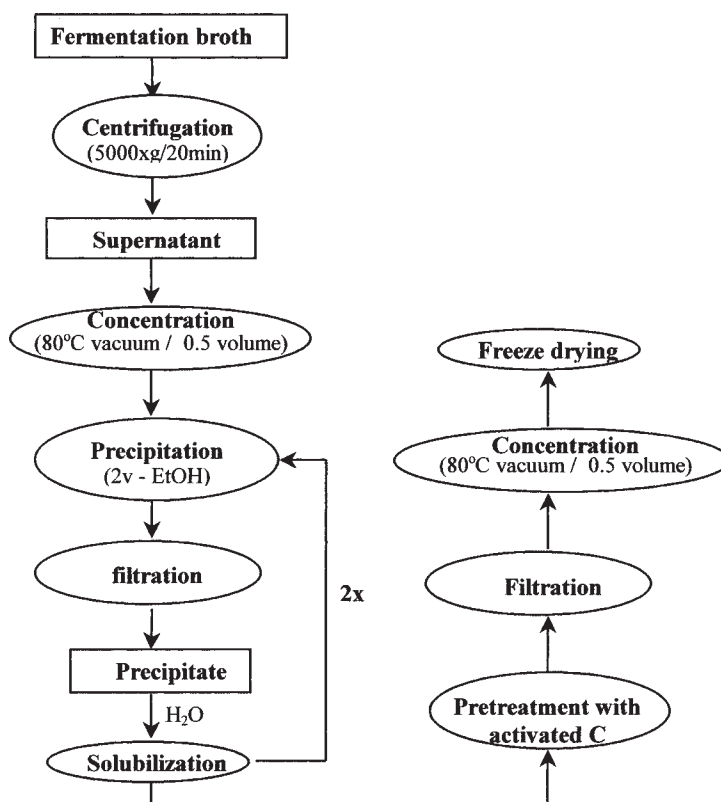 Fermentation broth
Centrifugation
(5000xg/20min)
Supernatant
Concentration
(80°C vacuum / 0.5 volume)
Precipitation
(2v - EtOH)
filtration
2x
Precipitate
H₂O
Solubilization
Freeze drying
Concentration
(80°C vacuum / 0.5 volume)
Filtration
Pretreatment with
activated C